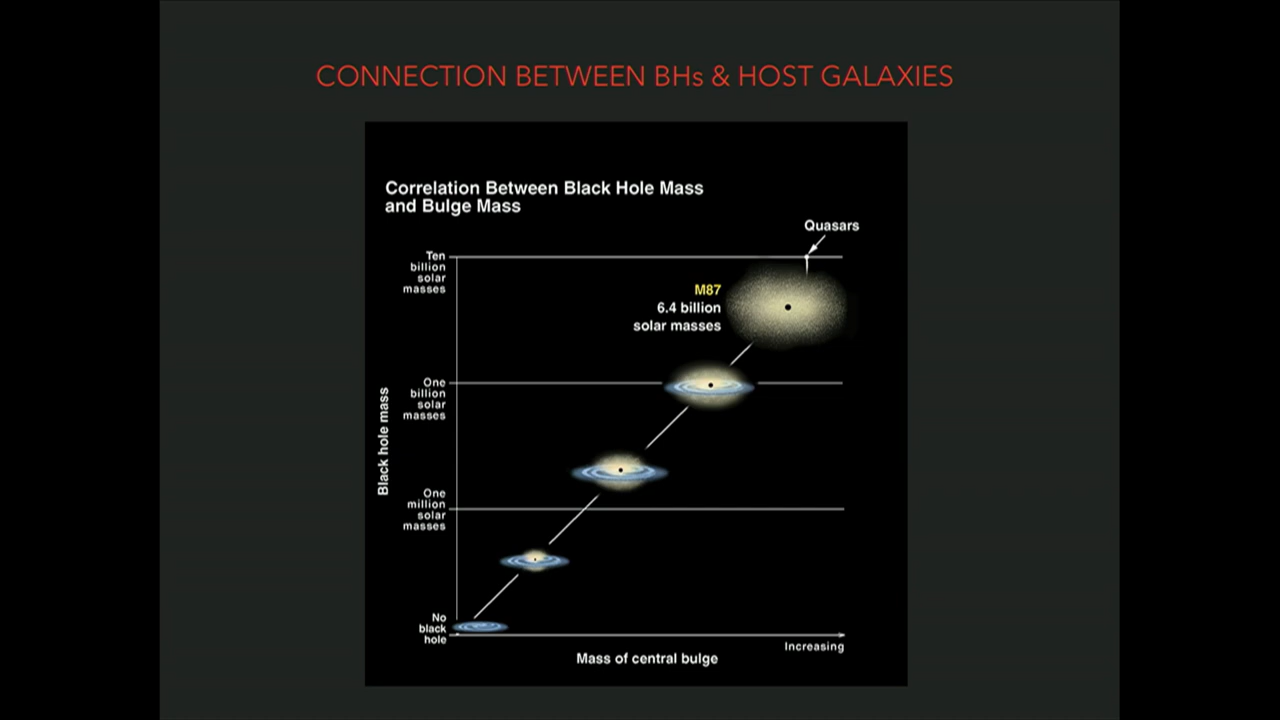 CONNECTION BETWEEN BHs & HOST GALAXIES
Correlation Between Black Hole Mass
and Bulge Mass
Quasars
Ten
billion
solar
masses
M87
6.4 billion
solar masses
One
billion
solar
masses
Black hole mass
One
million
solar
masses
No
black
hole
Increasing
Mass of central bulge